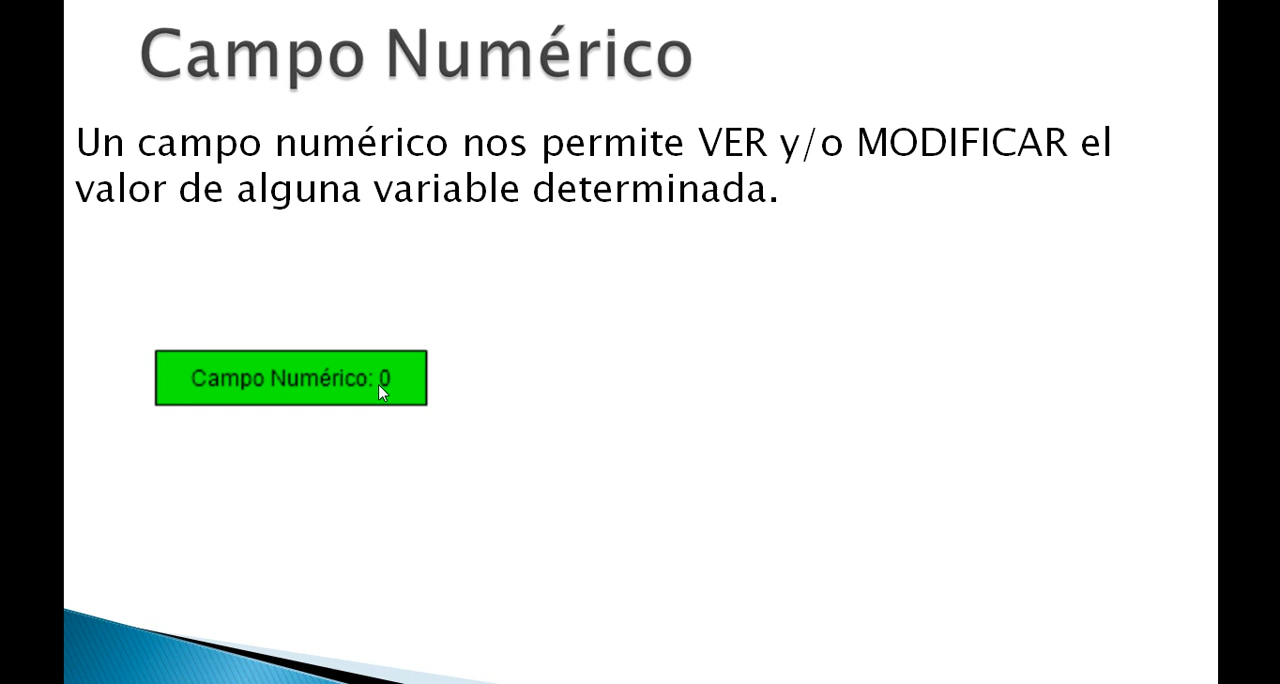 Campo Numérico
Un campo numérico nos permite VER y/o MODIFICAR el
valor de alguna variable determinada.
Campo Numérico: 0